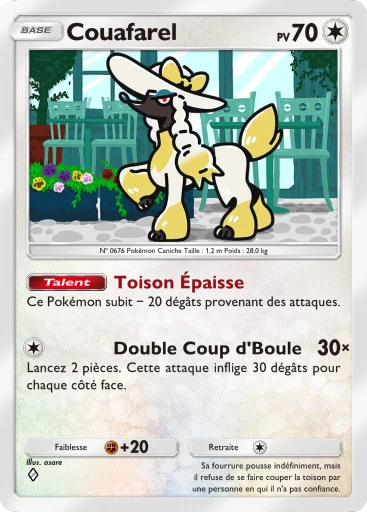 BASE Couafarel PV 70
N° 0676 Pokémon Caniche Taille : 1,2 m Poids : 28,0 kg
Talent Toison Épaisse
Ce Pokémon subit − 20 dégâts provenant des attaques.
Double Coup d'Boule 30×
Lancez 2 pièces. Cette attaque inflige 30 dégâts pour
chaque côté face.
Faiblesse +20 Retraite
Illus. osare
Sa fourrure pousse indéfiniment, mais
il refuse de se faire couper la toison par
une personne en qui il n'a pas confiance.